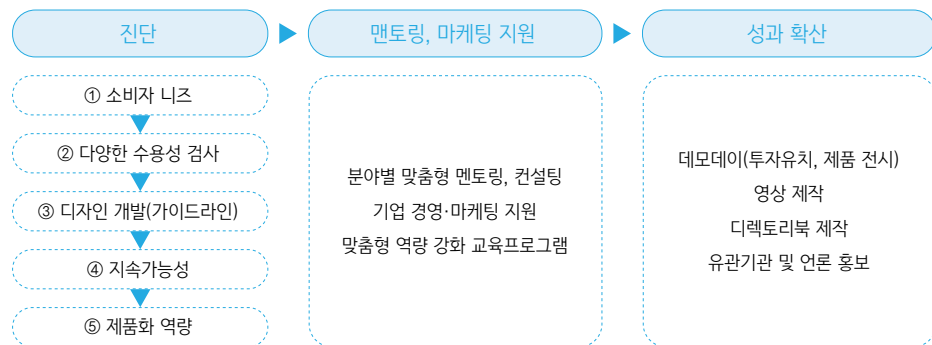 진단
① 소비자 니즈
② 다양한 수용성 검사
③ 디자인 개발(가이드라인)
④ 지속가능성
⑤ 제품화 역량
맨토링, 마케팅 지원
분야별 맞춤형 멘토링, 컨설팅
기업 경영·마케팅 지원
맞춤형 역량 강화 교육프로그램
성과 확산
데모데이(투자유치, 제품 전시)
영상 제작
디렉토리북 제작
유관기관 및 언론 홍보